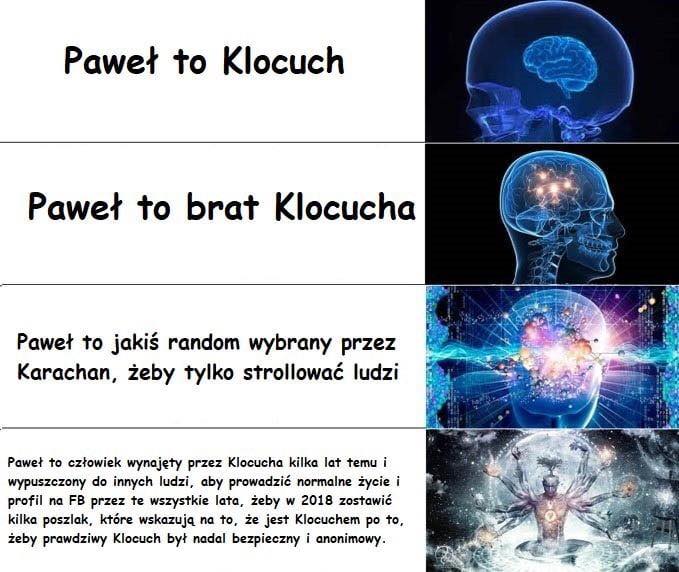 Paweł to Klocuch
Paweł to brat Klocucha
Paweł to jakiś random wybrany przez
Karachan, żeby tylko strollować ludzi
Paweł to człowiek wynajęty przez Klocucha kilka lat temu i
wypuszczony do innych ludzi, aby prowadzić normalne życie i
profil na FB przez te wszystkie lata, żeby w 2018 zostawić
kilka poszlak, które wskazują na to, że jest Klocuchem po to,
żeby prawdziwy Klocuch był nadal bezpieczny i anonimowy.